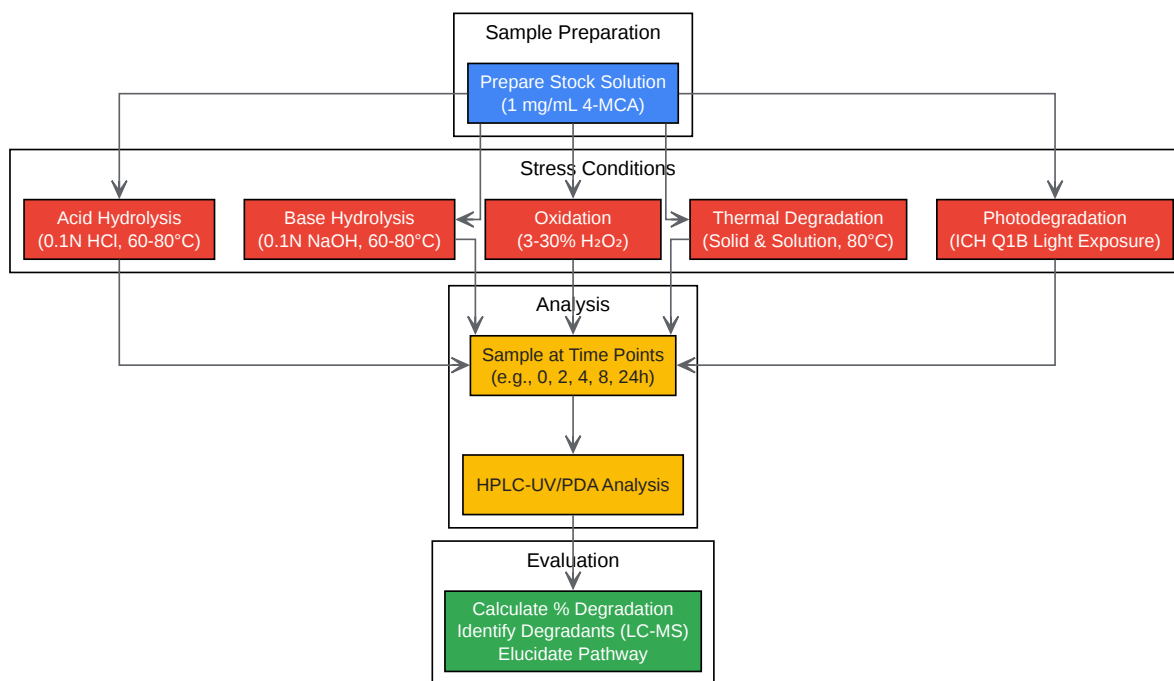 Sample Preparation
Prepare Stock Solution
(1 mg/mL 4-MCA)
Stress Conditions
Acid Hydrolysis
(0.1N HCl, 60-80°C)
Base Hydrolysis
(0.1N NaOH, 60-80°C)
Oxidation
(3-30% H₂O₂)
Thermal Degradation
(Solid & Solution, 80°C)
Photodegradation
(ICH Q1B Light Exposure)
Analysis
Sample at Time Points
(e.g., 0, 2, 4, 8, 24h)
HPLC-UV/PDA Analysis
Evaluation
Calculate % Degradation
Identify Degradants (LC-MS)
Elucidate Pathway